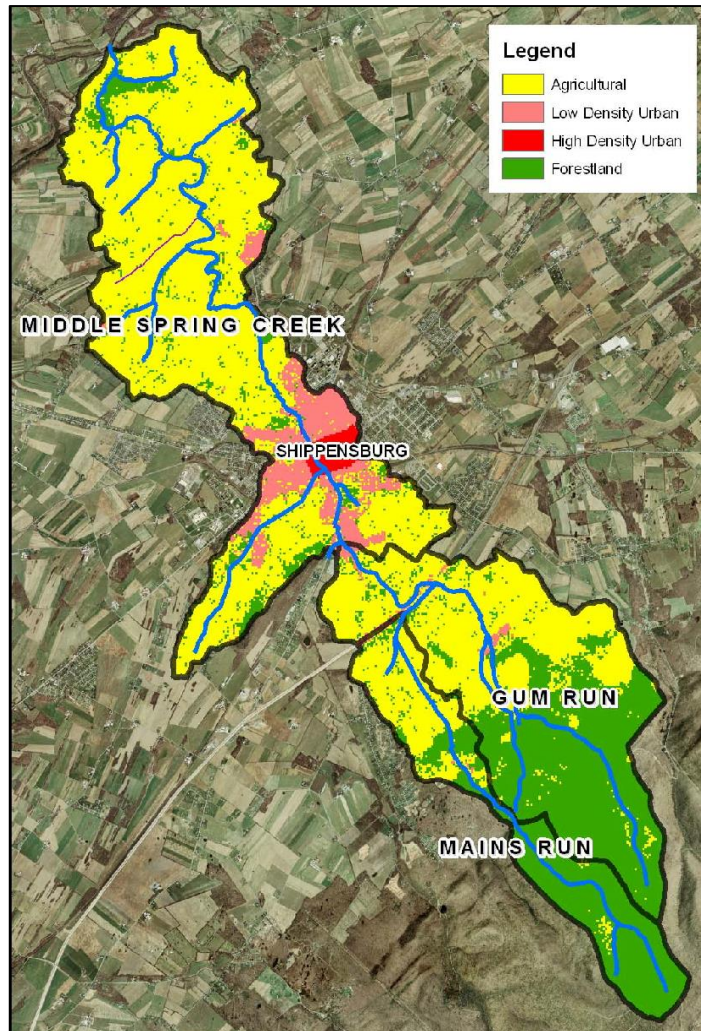 Legend
Agricultural
Low Density Urban
High Density Urban
Forestland
MIDDLE SPRING CREEK
SHIPPENSBURG
GUM RUN
MAINS RUN